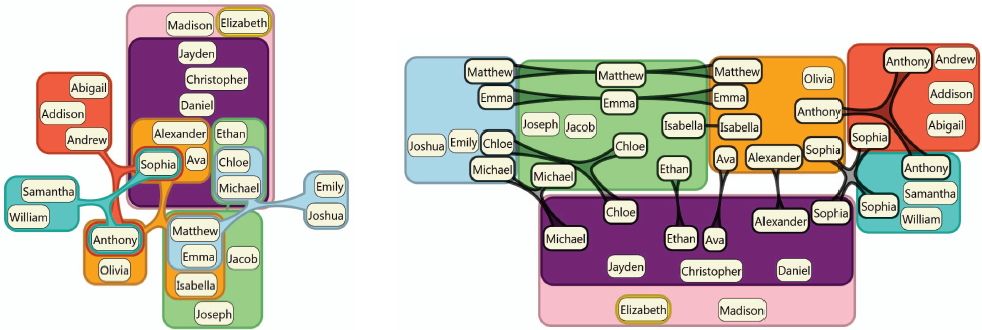 Madison Elizabeth
Jayden
Christopher
Abigail
Daniel
Addison
Andrew
Alexander Ethan
Sophia Ava Chloe
Samantha
Michael
Emily
William
Joshua
Anthony
Matthew
Olivia
Emma
Jacob
Isabella
Joseph
Matthew Matthew Matthew Olivia Anthony Andrew
Emma Emma Emma Addison
Joseph Jacob Isabella Isabella Anthony Abigail
Joshua Emily Chloe Chloe Sophia Sophia
Michael Michael Ethan Ava Alexander Anthony
Samantha
Chloe Sophia Sophia William
Michael Ethan Ava Alexander
Jayden Christopher Daniel
Elizabeth Madison